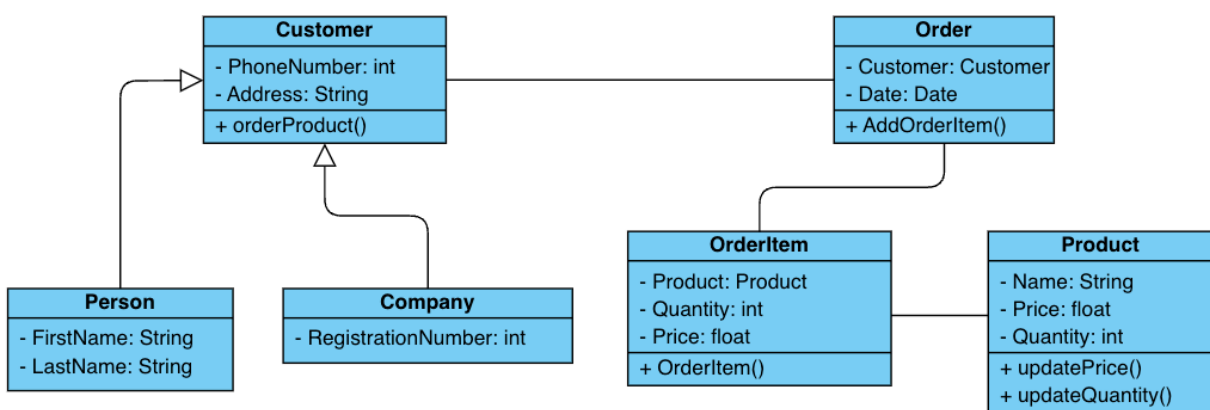 Customer
- PhoneNumber: int
- Address: String
+ orderProduct()
Order
- Customer: Customer
- Date: Date
+ AddOrderItem()
Person
- FirstName: String
- LastName: String
Company
- RegistrationNumber: int
OrderItem
- Product: Product
- Quantity: int
- Price: float
+ OrderItem()
Product
- Name: String
- Price: float
- Quantity: int
+ updatePrice()
+ updateQuantity()